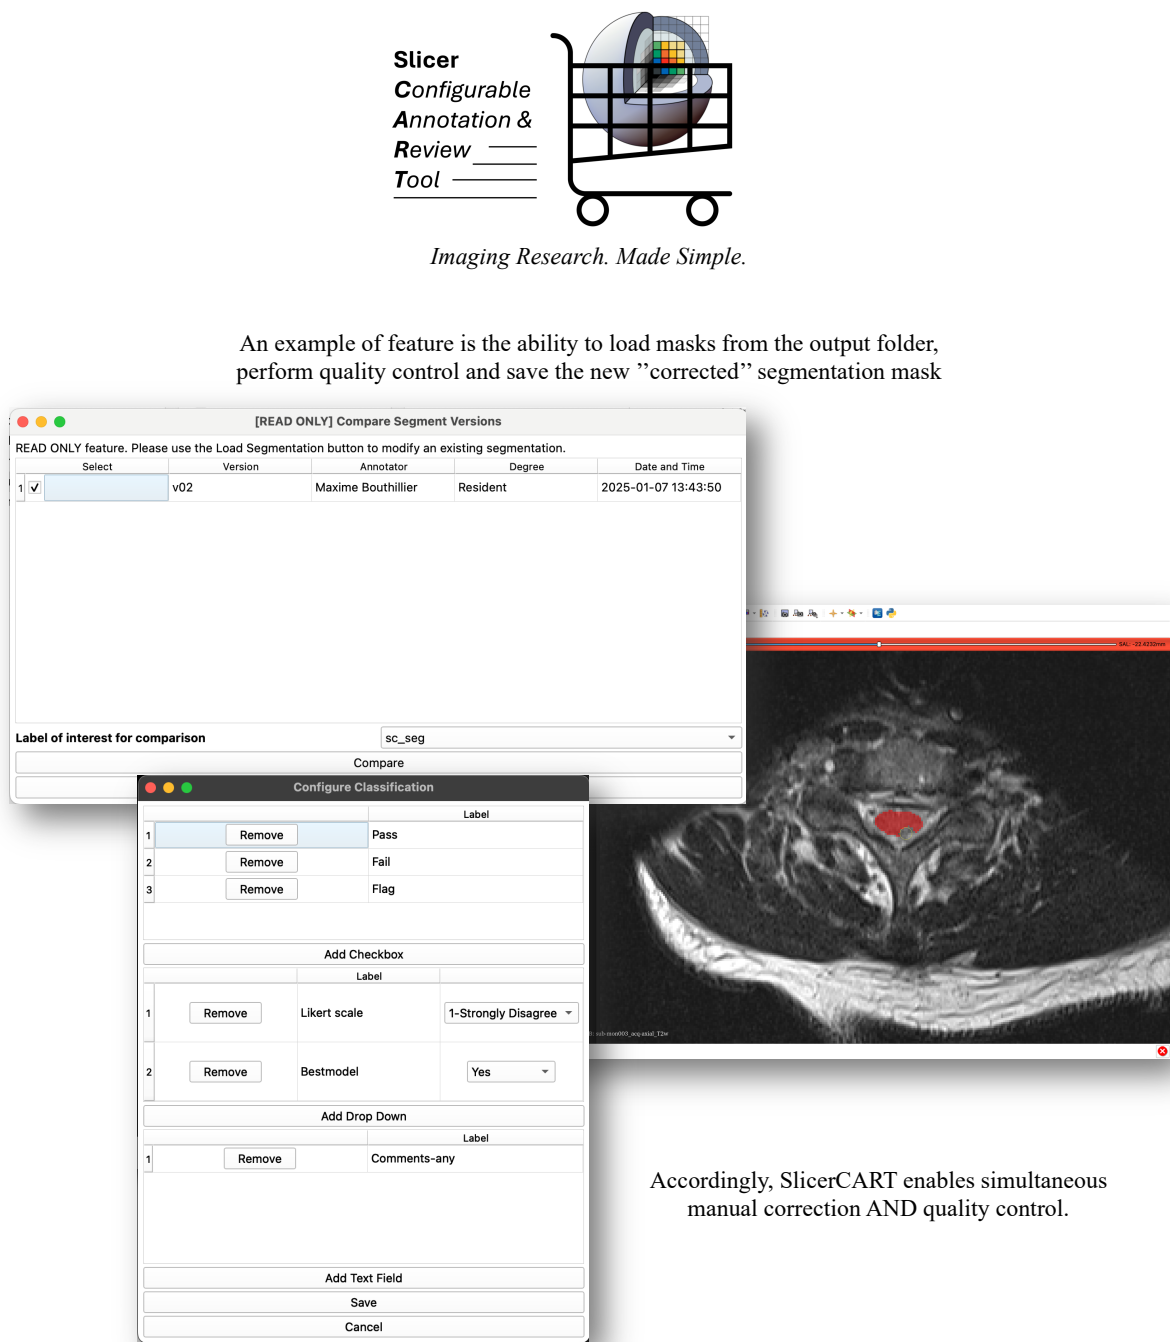 Slicer
Configurable
Annotation &
Review
Tool
Imaging Research. Made Simple.
An example of feature is the ability to load masks from the output folder,
perform quality control and save the new ’’corrected’’ segmentation mask
[READ ONLY] Compare Segment Versions
READ ONLY feature. Please use the Load Segmentation button to modify an existing segmentation.
Select Version Annotator Degree Date and Time
1 v02 Maxime Bouthillier Resident 2025-01-07 13:43:50
Label of interest for comparison sc_seg
Compare
SAL: -22.4232mm
B: sub-mon003_acq-axial_T2w
Configure Classification
Label
1 Remove Pass
2 Remove Fail
3 Remove Flag
Add Checkbox
Label
1 Remove Likert scale 1-Strongly Disagree
2 Remove Bestmodel Yes
Add Drop Down
Label
1 Remove Comments-any
Add Text Field
Save
Cancel
Accordingly, SlicerCART enables simultaneous
manual correction AND quality control.